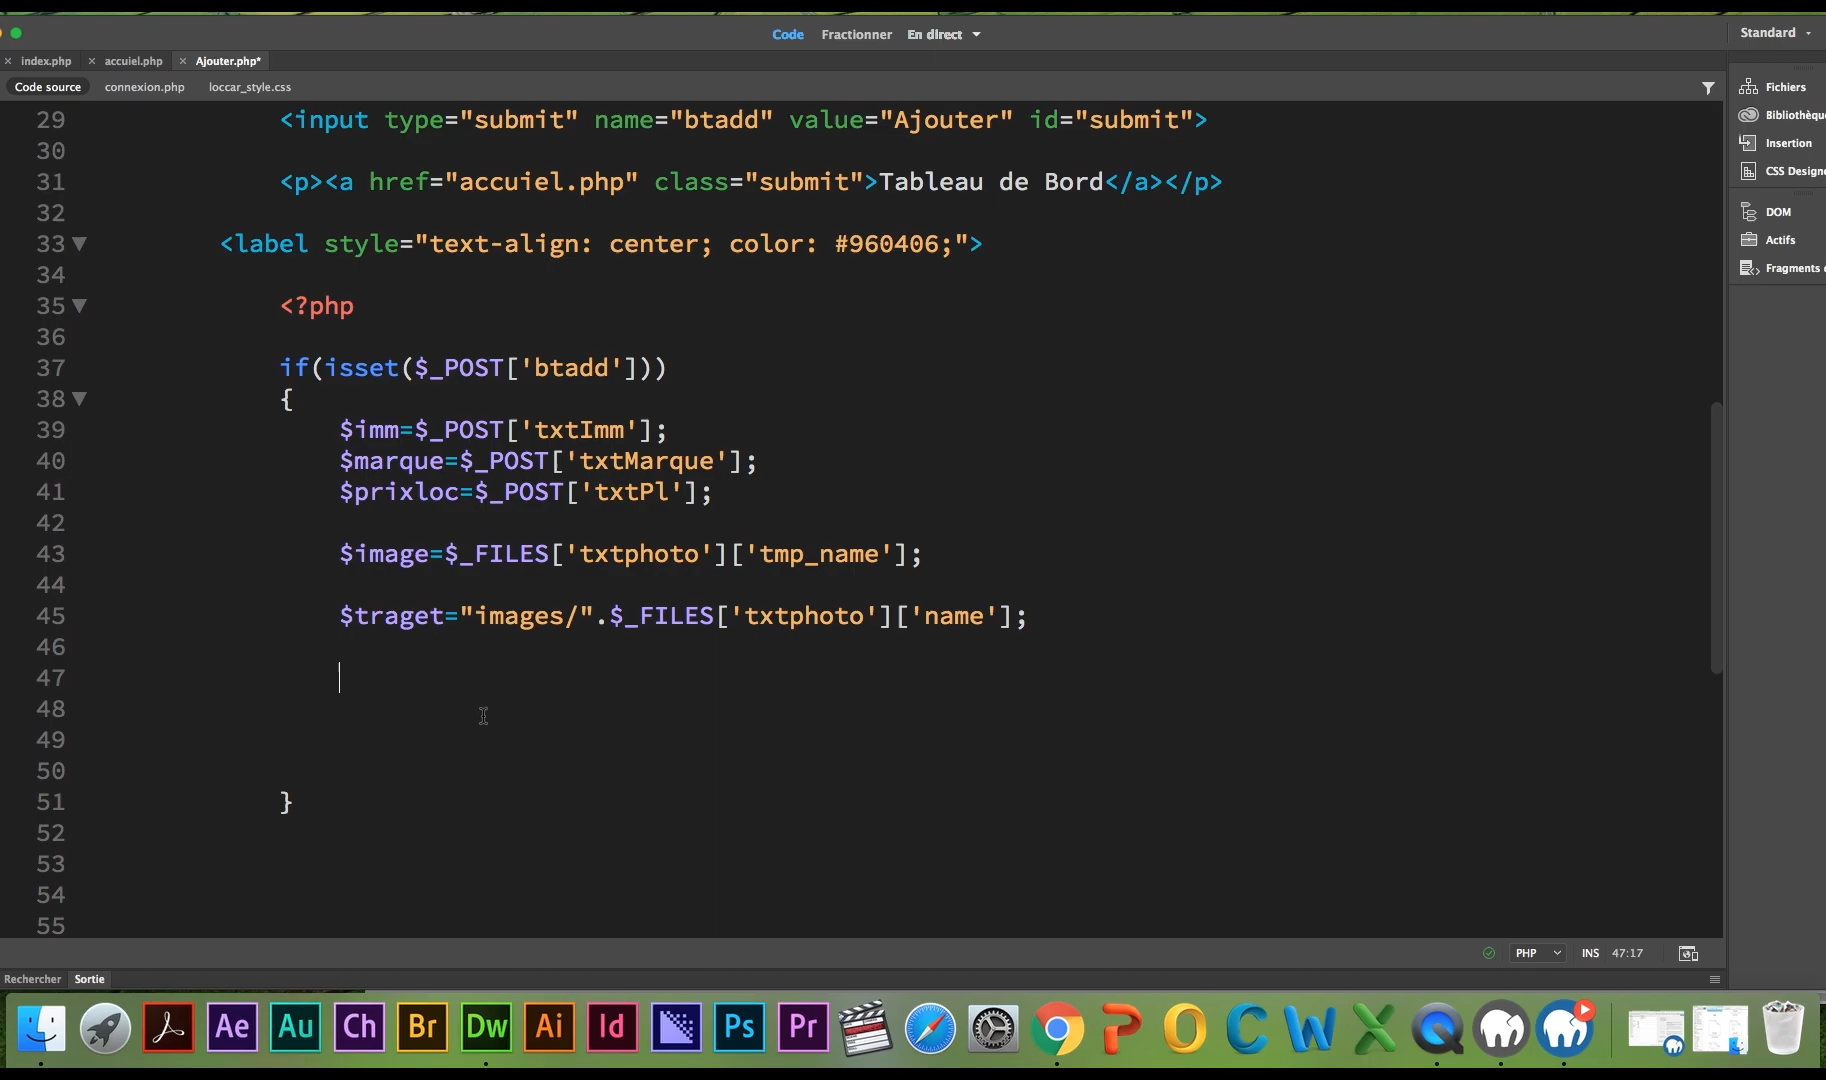 Code Fractionner En direct
Standard
index.php accuiel.php Ajouter.php*
Code source connexion.php loccar_style.css
Fichiers
Bibliothèqu
Insertion
CSS Design
DOM
Actifs
Fragments
29 <input type="submit" name="btadd" value="Ajouter" id="submit">
30
31 <p><a href="accuiel.php" class="submit">Tableau de Bord</a></p>
32
33 <label style="text-align: center; color: #960406;">
34
35 <?php
36
37 if(isset($_POST['btadd']))
38 {
39 $imm=$_POST['txtImm'];
40 $marque=$_POST['txtMarque'];
41 $prixloc=$_POST['txtPl'];
42
43 $image=$_FILES['txtphoto']['tmp_name'];
44
45 $traget="images/".$_FILES['txtphoto']['name'];
46
47
48
49
50
51 }
52
53
54
55
PHP INS 47:17
Rechercher Sortie
Ae Au Ch Br Dw Ai Id Ps Pr